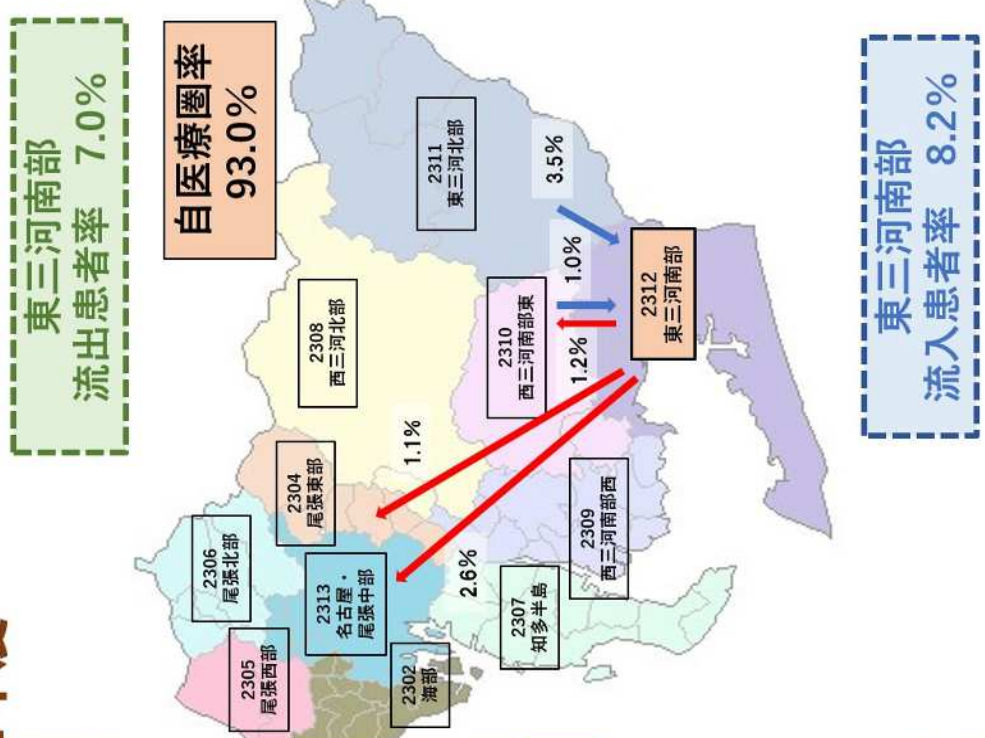 東三河南部
流出患者率 7.0%
自医療圏率
93.0%
2306
尾張北部
2305
尾張西部
2304
尾張東部
2308
西三河北部
2313
名古屋・
尾張中部
2302
海部
1.1%
2311
東三河北部
2.6%
2310
西三河南部東
2307
知多半島
3.5%
1.0%
1.2%
2309
西三河南部西
2312
東三河南部
東三河南部
流入患者率 8.2%